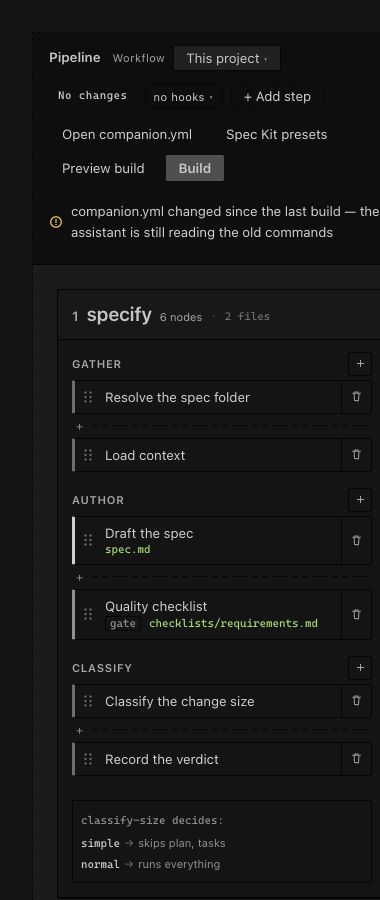 Pipeline Workflow This project
No changes no hooks + Add step
Open companion.yml Spec Kit presets
Preview build Build
companion.yml changed since the last build — the
assistant is still reading the old commands
1 specify 6 nodes · 2 files
GATHER +
Resolve the spec folder
+
Load context
AUTHOR +
Draft the spec
spec.md
+
Quality checklist
gate checklists/requirements.md
CLASSIFY +
Classify the change size
+
Record the verdict
classify-size decides:
simple → skips plan, tasks
normal → runs everything